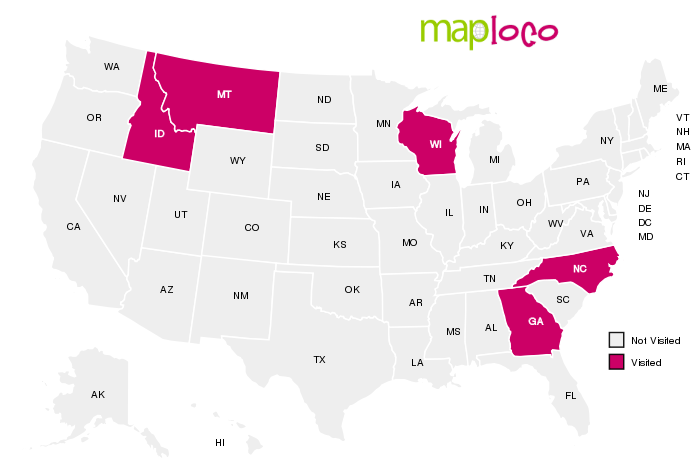 maploco
WA
MT
ME
ND
OR
MN
VT
ID
NH
SD
WI
NY
MA
WY
MI
RI
CT
PA
IA
NJ
NV
NE
OH
UT
IL
IN
DE
CO
WV
DC
CA
VA
MD
KS
MO
KY
NC
TN
AZ
OK
NM
AR
SC
GA
MS
AL
Not Visited
TX
LA
Visited
AK
FL
HI